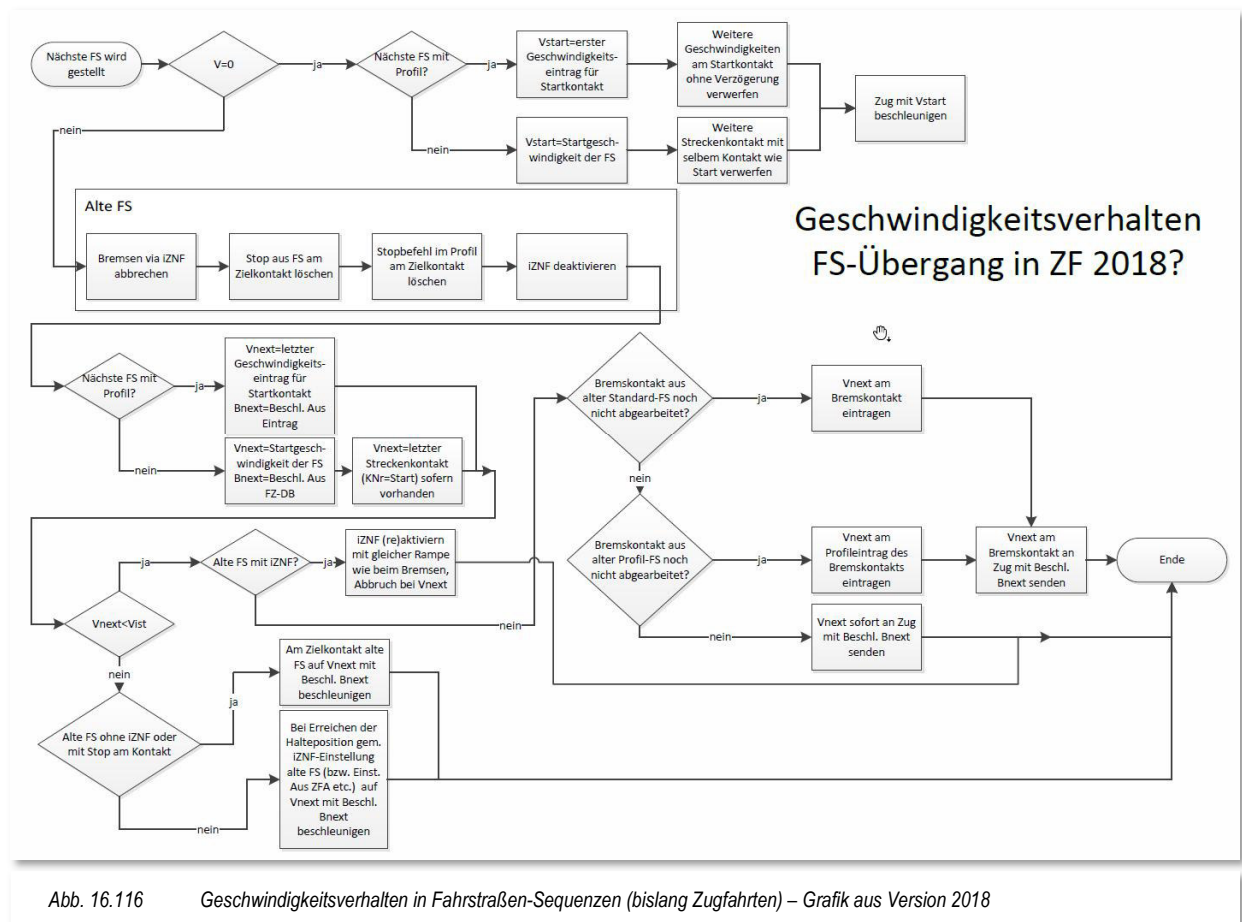 Nächste FS wird
gestellt
V=0
ja
Nächste FS mit
Profil?
ja
Vstart=erster
Geschwindigkeits-
eintrag für
Startkontakt
Weitere
Geschwindigkeiten
am Startkontakt
ohne Verzögerung
verwerfen
Zug mit Vstart
beschleunigen
nein
nein
Vstart=Startgesch-
windigkeit der FS
Weitere
Streckenkontakt mit
selbem Kontakt wie
Start verwerfen
Alte FS
Bremsen via iZNF
abbrechen
Stop aus FS am
Zielkontakt löschen
Stopbefehl im Profil
am Zielkontakt
löschen
iZNF deaktivieren
Geschwindigkeitsverhalten
FS-Übergang in ZF 2018?
Nächste FS mit
Profil?
ja
Vnext=letzter
Geschwindigkeits-
eintrag für
Startkontakt
Bnext=Beschl. Aus
Eintrag
nein
Vnext=Startgesch-
windigkeit der FS
Bnext=Beschl. Aus
FZ-DB
Vnext=letzter
Streckenkontakt
(KNr=Start) sofern
vorhanden
Bremskontakt aus
alter Standard-FS noch
nicht abgearbeitet?
ja
Vnext am
Bremskontakt
eintragen
nein
Bremskontakt aus
alter Profil-FS noch
nicht abgearbeitet?
ja
Vnext am
Profileintrag des
Bremskontakts
eintragen
Vnext am
Bremskontakt an
Zug mit Beschl.
Bnext senden
Ende
nein
Vnext sofort an Zug
mit Beschl. Bnext
senden
Vnext<Vist
ja
Alte FS mit iZNF?
ja
iZNF (re)aktiviern
mit gleicher Rampe
wie beim Bremsen,
Abbruch bei Vnext
nein
nein
Alte FS ohne iZNF oder
mit Stop am Kontakt
ja
Am Zielkontakt alte
FS auf Vnext mit
Beschl. Bnext
beschleunigen
nein
Bei Erreichen der
Halteposition gem.
iZNF-Einstellung
alte FS (bzw. Einst.
Aus ZFA etc.) auf
Vnext mit Beschl.
Bnext
beschleunigen
Abb. 16.116 Geschwindigkeitsverhalten in Fahrstraßen-Sequenzen (bislang Zugfahrten) – Grafik aus Version 2018